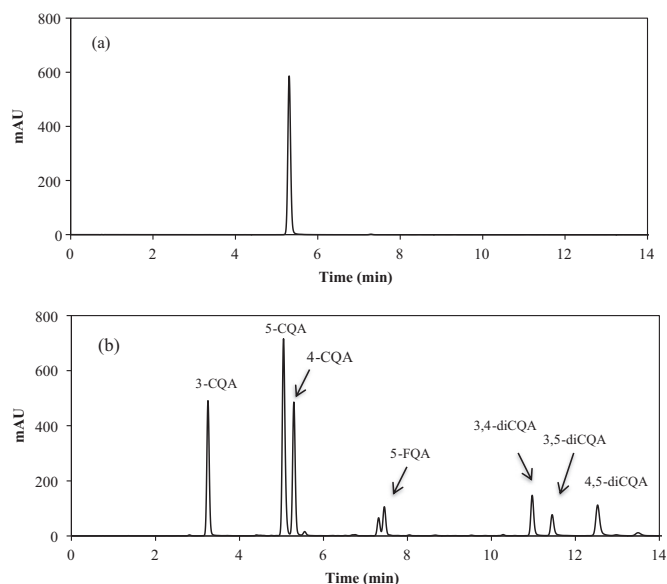 800
(a)
600
400
200
0
mAU
0 2 4 6 8 10 12 14
Time (min)
800
5-CQA
(b)
4-CQA
600
3-CQA
400
3,4-diCQA
3,5-diCQA
5-FQA
4,5-diCQA
200
0
mAU
0 2 4 6 8 10 12 14
Time (min)